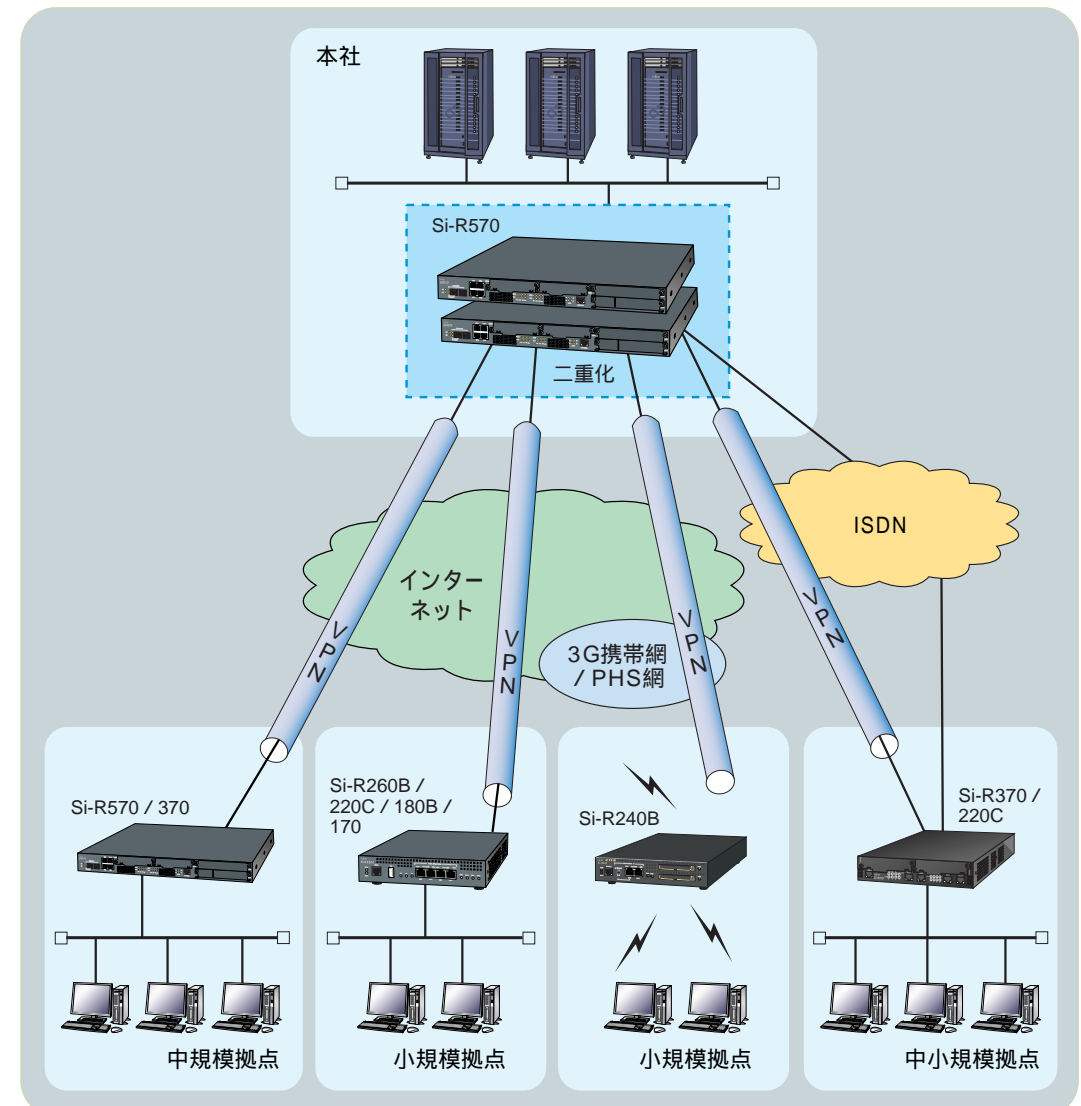 本社
Si-R570
二重化
ISDN
インター
ネット
3G携帯網
/ PHS網
VPN
VPN
VPN
VPN
Si-R570 / 370
Si-R260B /
220C / 180B /
170
Si-R240B
Si-R370 /
220C
中規模拠点
小規模拠点
小規模拠点
中小規模拠点